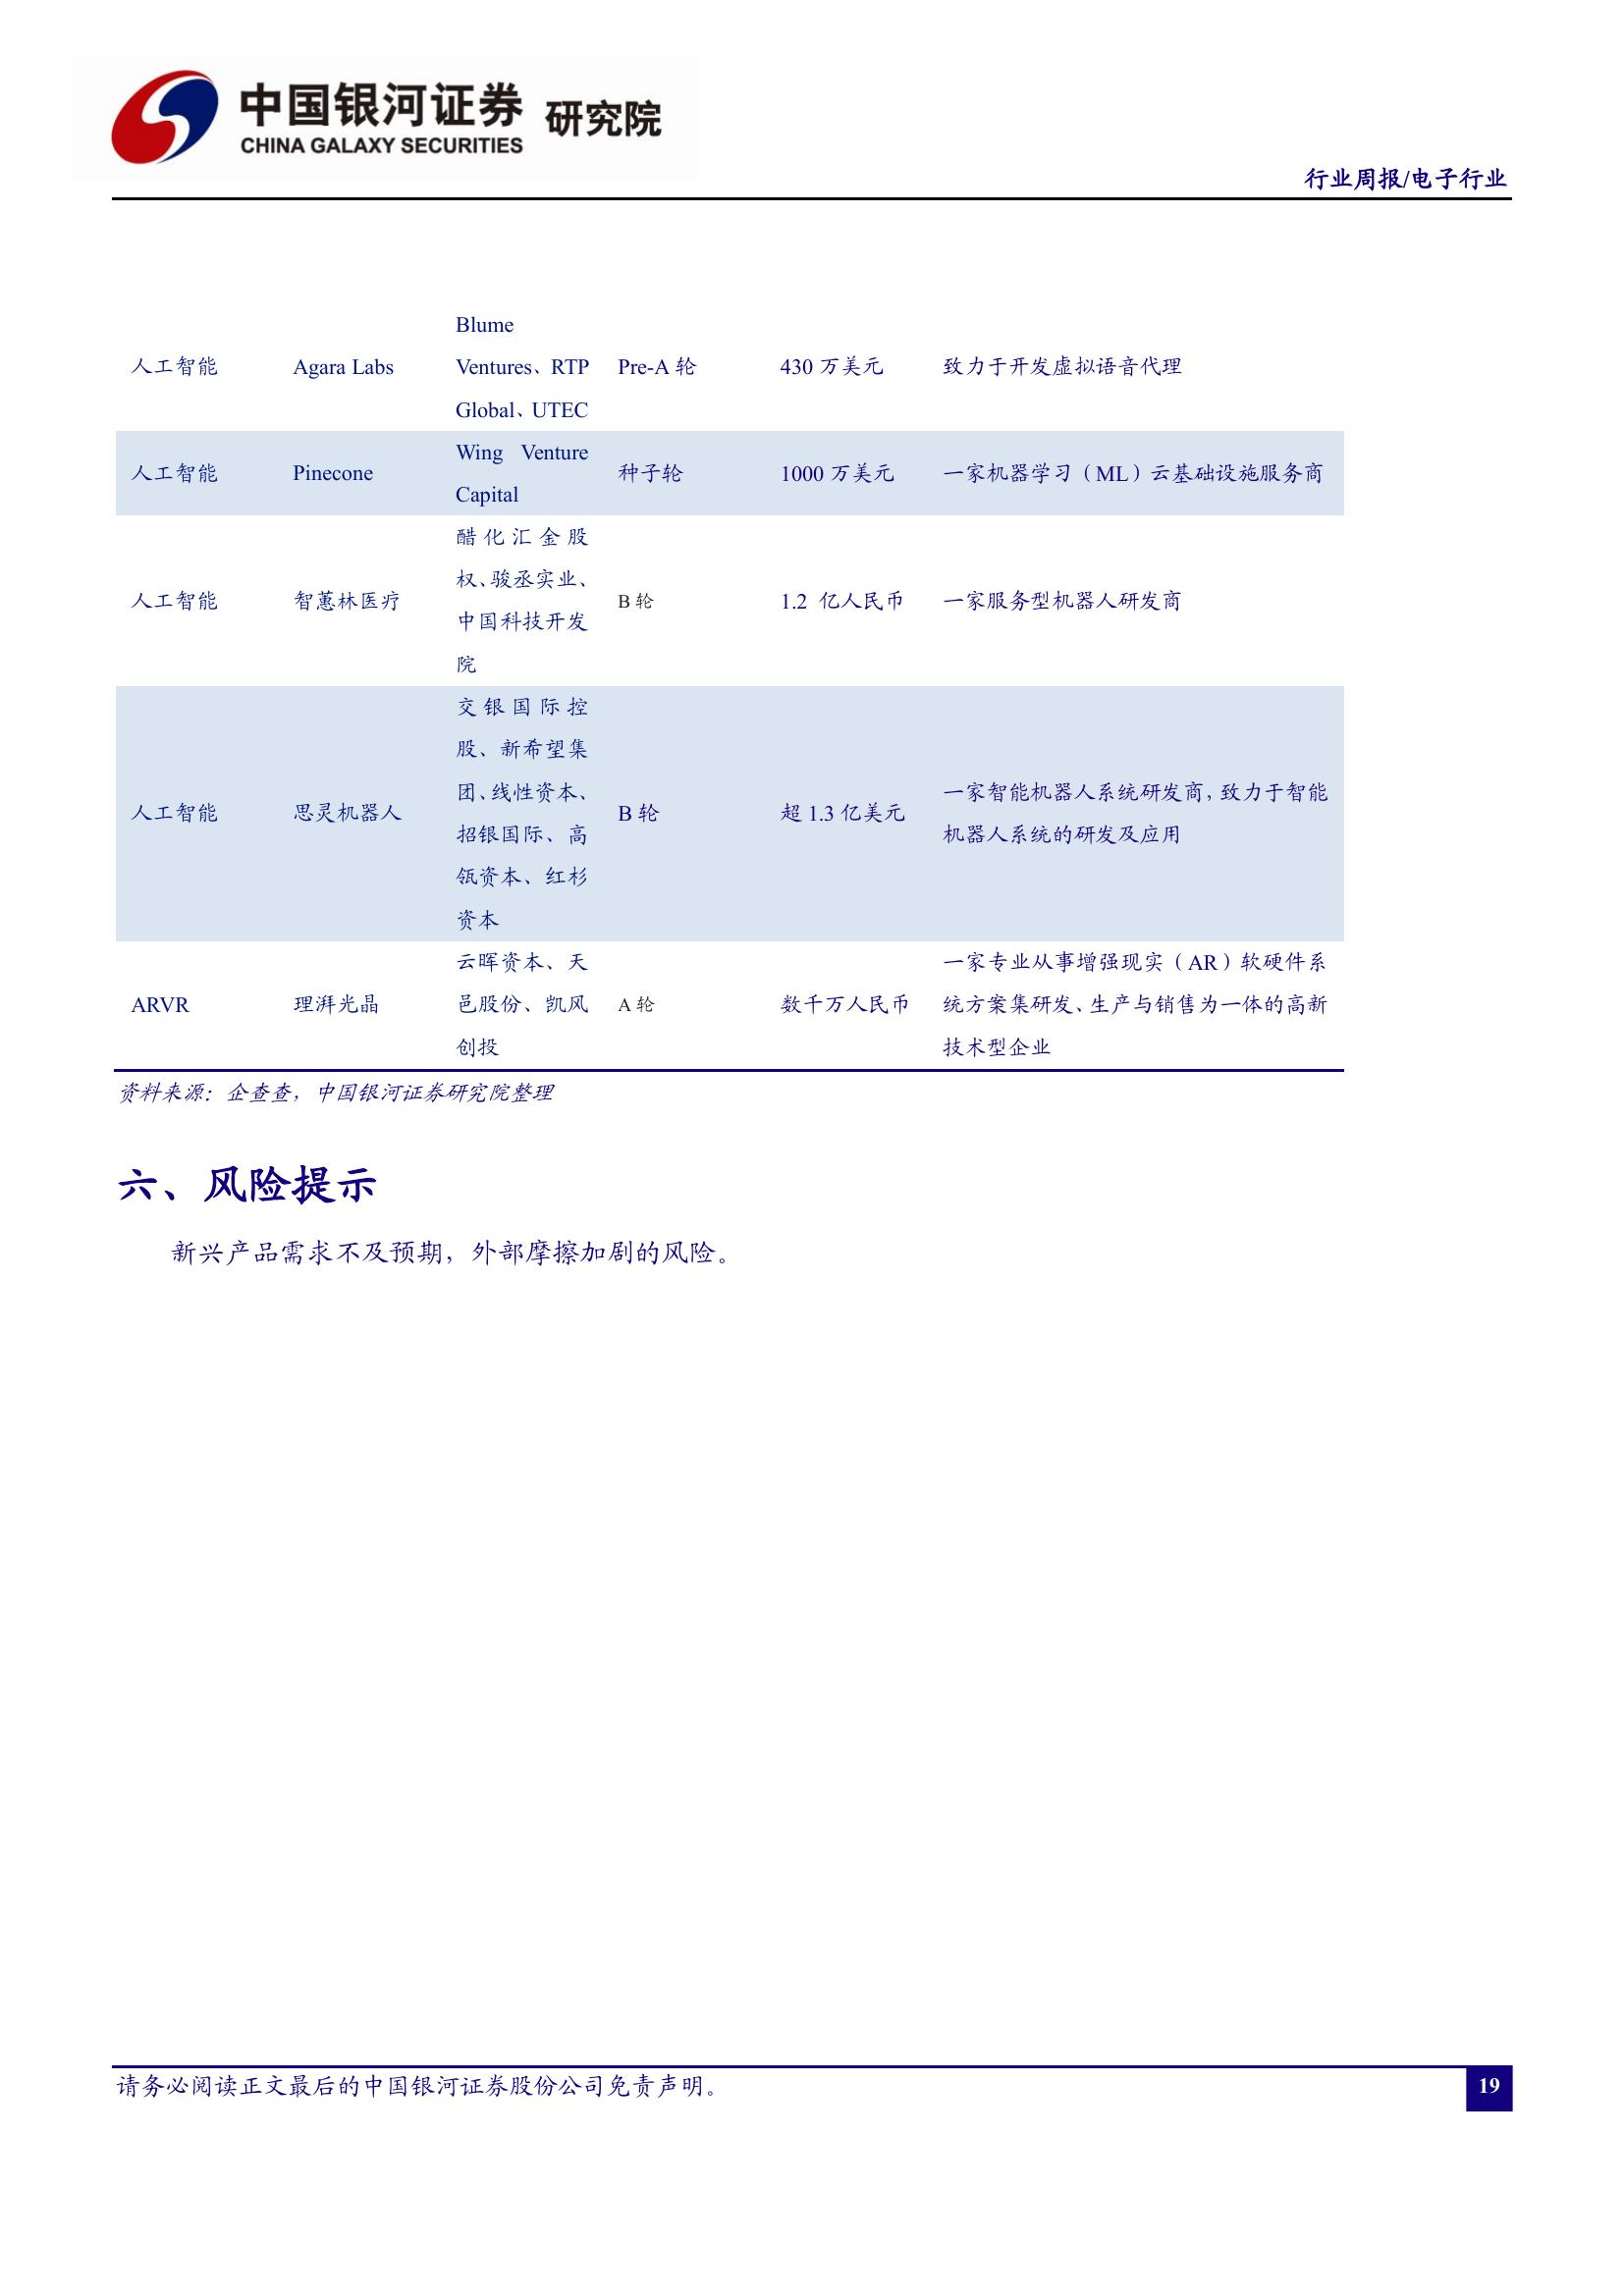 中国银河证券 研究院
CHINA GALAXY SECURITIES
行业周报/电子行业
Blume
人工智能 Agara Labs Ventures、RTP Pre-A 轮 430 万美元 致力于开发虚拟语音代理
Global、UTEC
Wing Venture
人工智能 Pinecone 种子轮 1000 万美元 一家机器学习（ML）云基础设施服务商
Capital
醋化汇金股
权、骏丞实业、
人工智能 智蕙林医疗 B 轮 1.2 亿人民币 一家服务型机器人研发商
中国科技开发
院
交银国际控
股、新希望集
团、线性资本、 一家智能机器人系统研发商，致力于智能
人工智能 思灵机器人 B 轮 超 1.3 亿美元
招银国际、高 机器人系统的研发及应用
瓴资本、红杉
资本
云晖资本、天 一家专业从事增强现实（AR）软硬件系
ARVR 理湃光晶 邑股份、凯风 A 轮 数千万人民币 统方案集研发、生产与销售为一体的高新
创投 技术型企业
资料来源：企查查，中国银河证券研究院整理
六、风险提示
新兴产品需求不及预期，外部摩擦加剧的风险。
请务必阅读正文最后的中国银河证券股份公司免责声明。
19